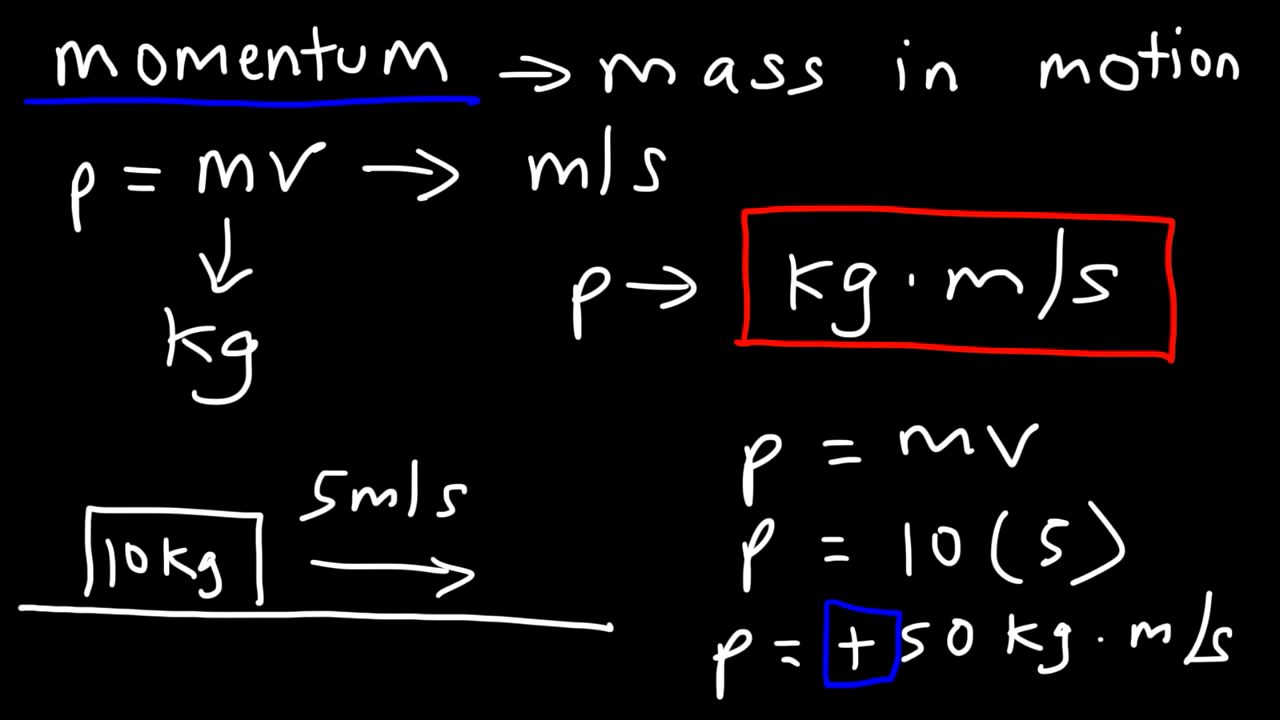 momentum → mass in motion
p = mv → m/s
↓
kg
p → kg · m/s
5m/s
10kg
p = mv
p = 10(5)
p = +50 kg · m/s